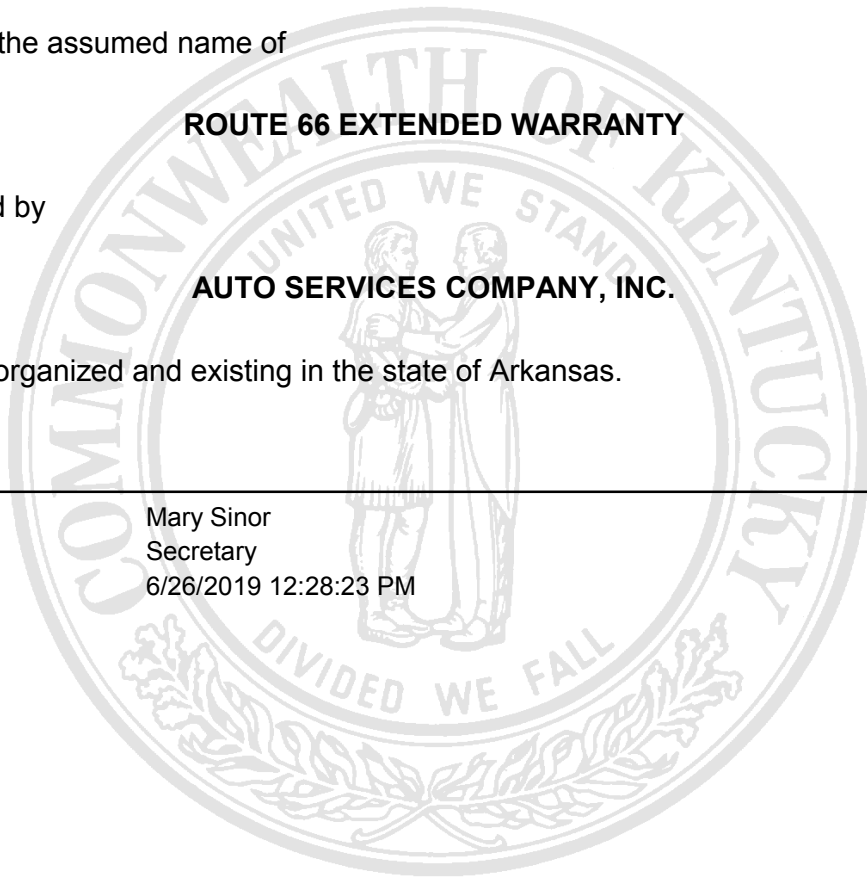 the assumed name of
ROUTE 66 EXTENDED WARRANTY
d by
AUTO SERVICES COMPANY, INC.
organized and existing in the state of Arkansas.
Mary Sinor
Secretary
6/26/2019 12:28:23 PM
COMMONWEALTH OF KENTUCKY
UNITED WE STAND
DIVIDED WE FALL